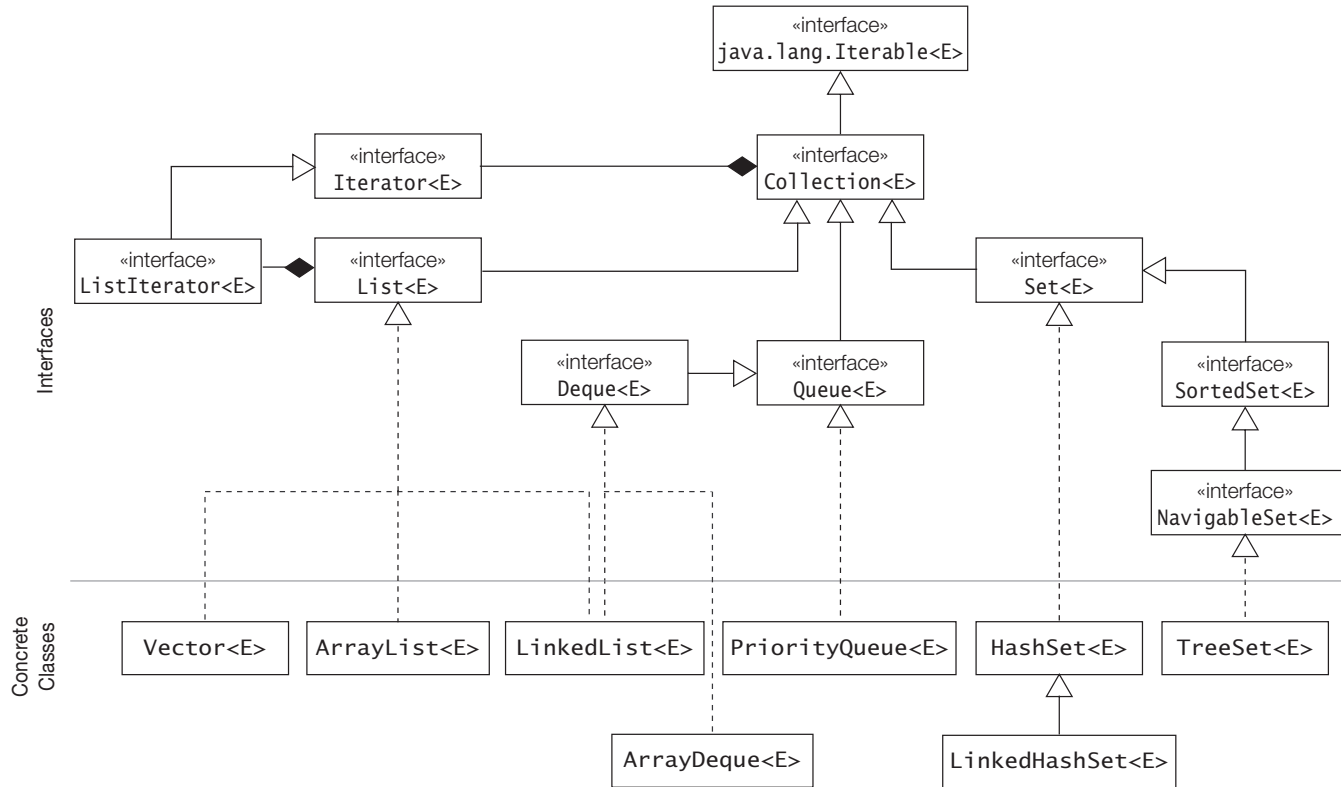 «interface»
java.lang.Iterable<E>
«interface»
Iterator<E>
«interface»
Collection<E>
«interface»
ListIterator<E>
«interface»
List<E>
«interface»
Set<E>
Interfaces
«interface»
Deque<E>
«interface»
Queue<E>
«interface»
SortedSet<E>
«interface»
NavigableSet<E>
Concrete
Classes
Vector<E>
ArrayList<E>
LinkedList<E>
PriorityQueue<E>
HashSet<E>
TreeSet<E>
ArrayDeque<E>
LinkedHashSet<E>